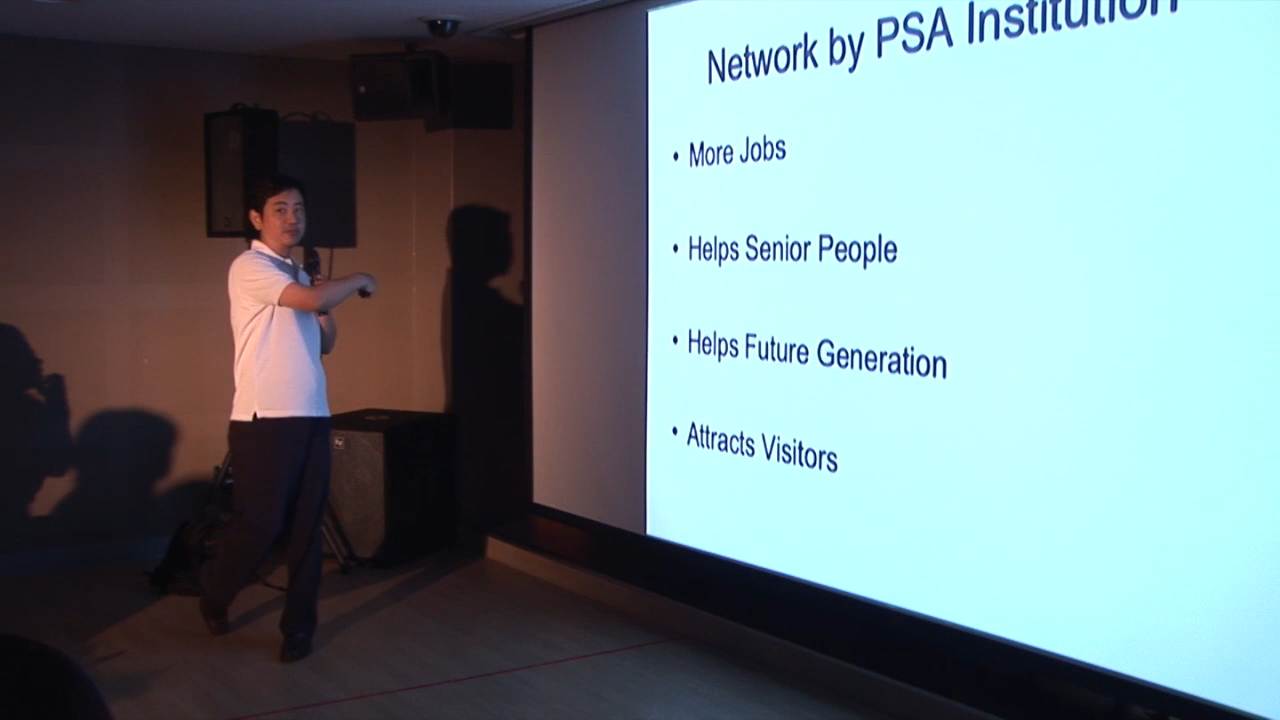 Network by PSA Institution
• More Jobs
• Helps Senior People
• Helps Future Generation
• Attracts Visitors